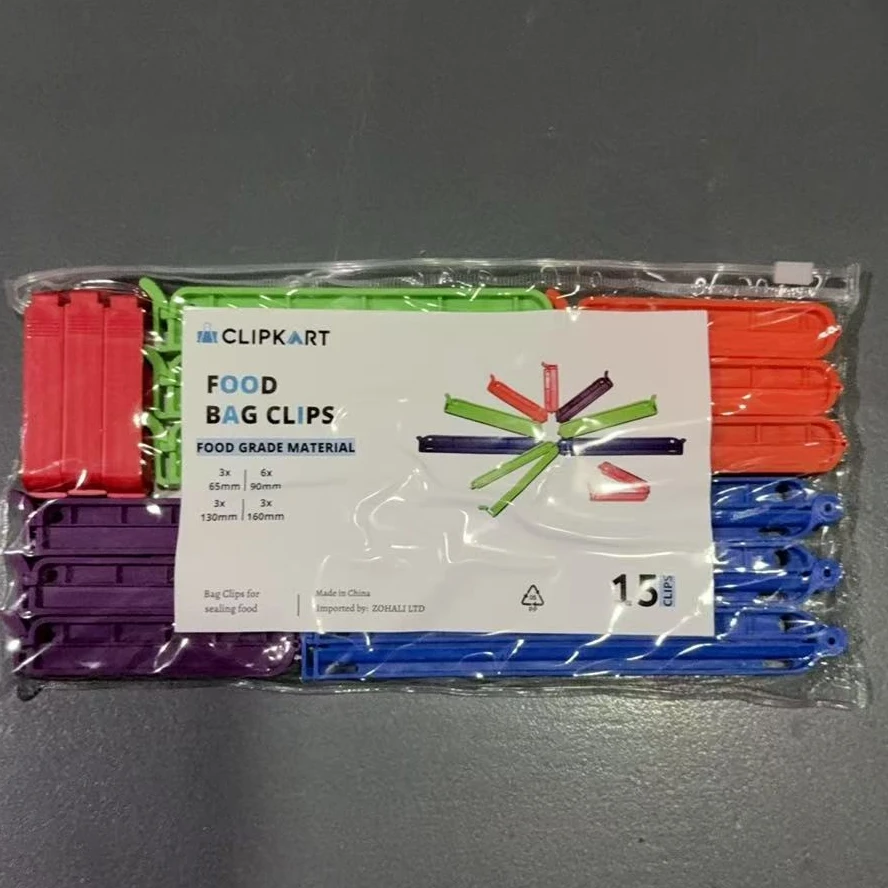 CLIPKART
FOOD
BAG CLIPS
FOOD GRADE MATERIAL
3x 6x
65mm 90mm
3x 3x
130mm 160mm
Bag Clips for
sealing food
Made in China
Imported by: ZOHALI LTD
PP
15 CLIPS